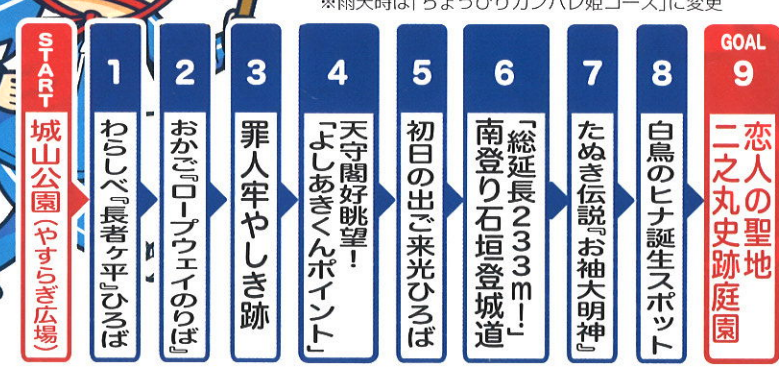 ※雨天時は「ちょっぴりガンバレ姫コース」に変更
START
城山公園(やすらぎ広場)
1
わらしべ『長者ヶ平』ひろば
2
おかご『ロープウェイのりば』
3
罪人牢やしき跡
4
天守閣好眺望!
「よしあきくんポイント」
5
初日の出ご来光ひろば
6
「総延長233m!」
南登り石垣登城道
7
たぬき伝説『お袖大明神』
8
白鳥のヒナ誕生スポット
GOAL
9
恋人の聖地
二之丸史跡庭園